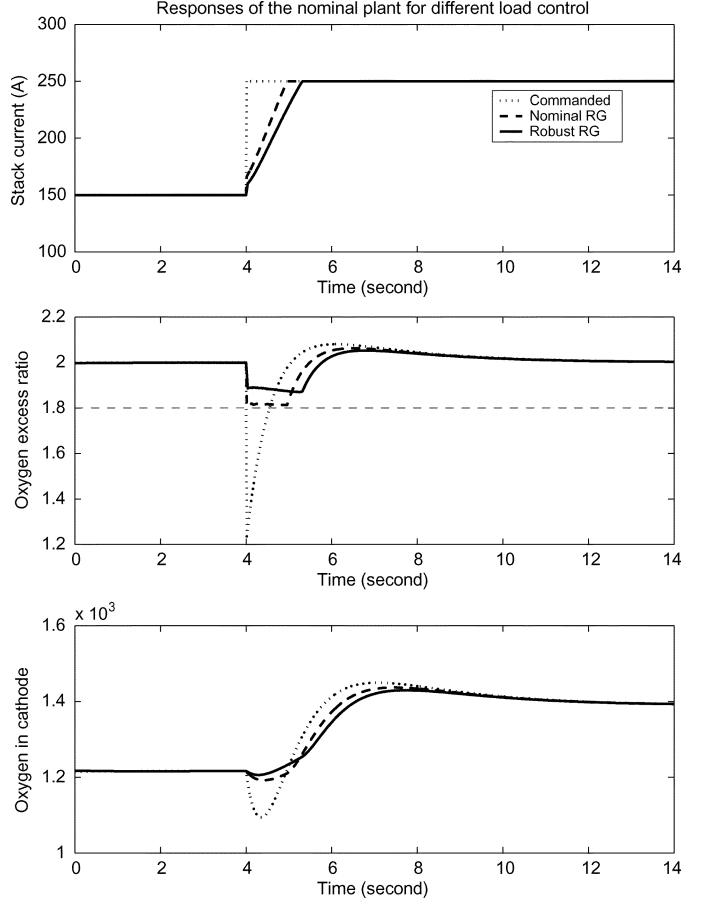 Responses of the nominal plant for different load control
300
250
200
150
100
Stack current (A)
Commanded
Nominal RG
Robust RG
0 2 4 6 8 10 12 14
Time (second)
2.2
2
1.8
1.6
1.4
1.2
Oxygen excess ratio
0 2 4 6 8 10 12 14
Time (second)
x 10³
1.6
1.4
1.2
1
Oxygen in cathode
0 2 4 6 8 10 12 14
Time (second)